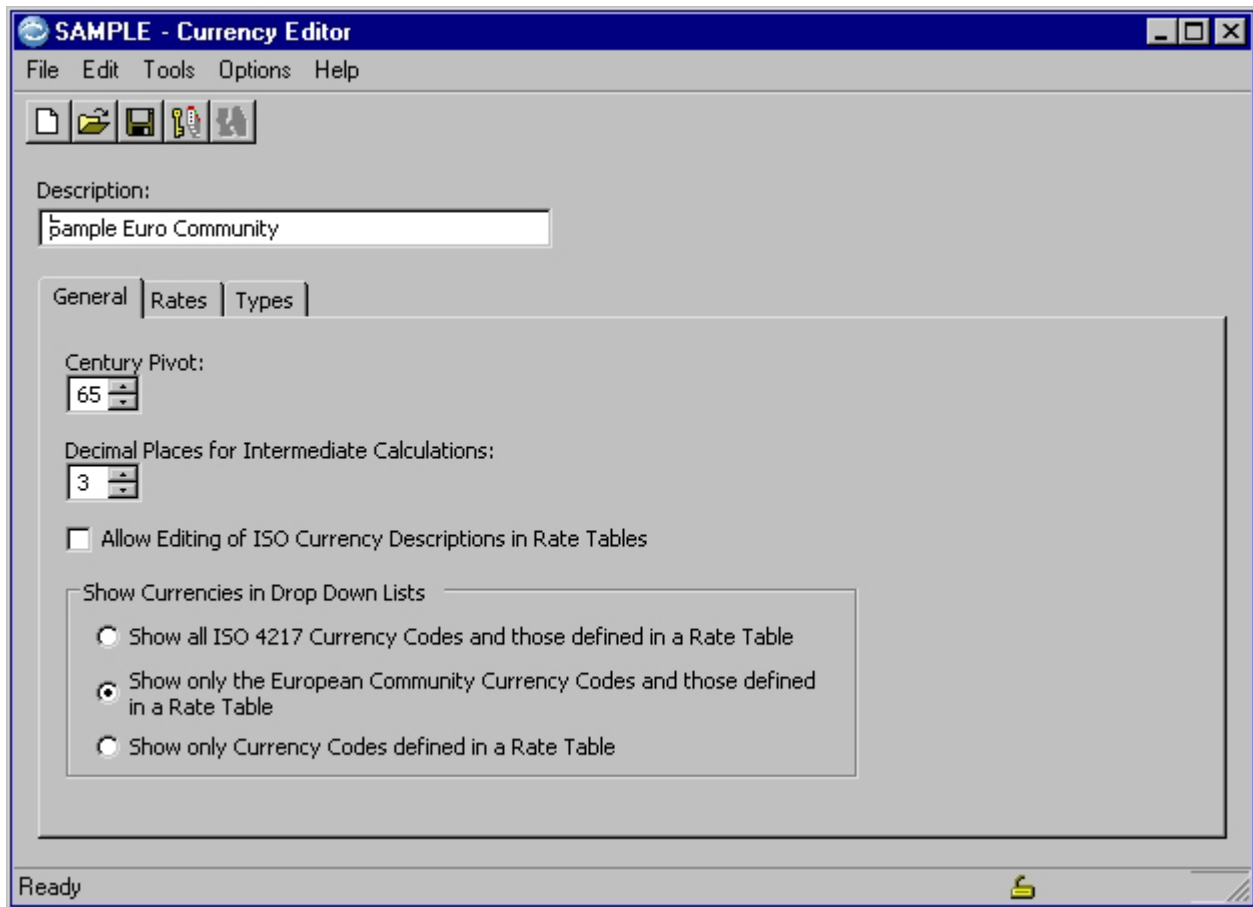 SAMPLE - Currency Editor
File Edit Tools Options Help
Description:
Sample Euro Community
General Rates Types
Century Pivot:
65
Decimal Places for Intermediate Calculations:
3
Allow Editing of ISO Currency Descriptions in Rate Tables
Show Currencies in Drop Down Lists
Show all ISO 4217 Currency Codes and those defined in a Rate Table
Show only the European Community Currency Codes and those defined
in a Rate Table
Show only Currency Codes defined in a Rate Table
Ready